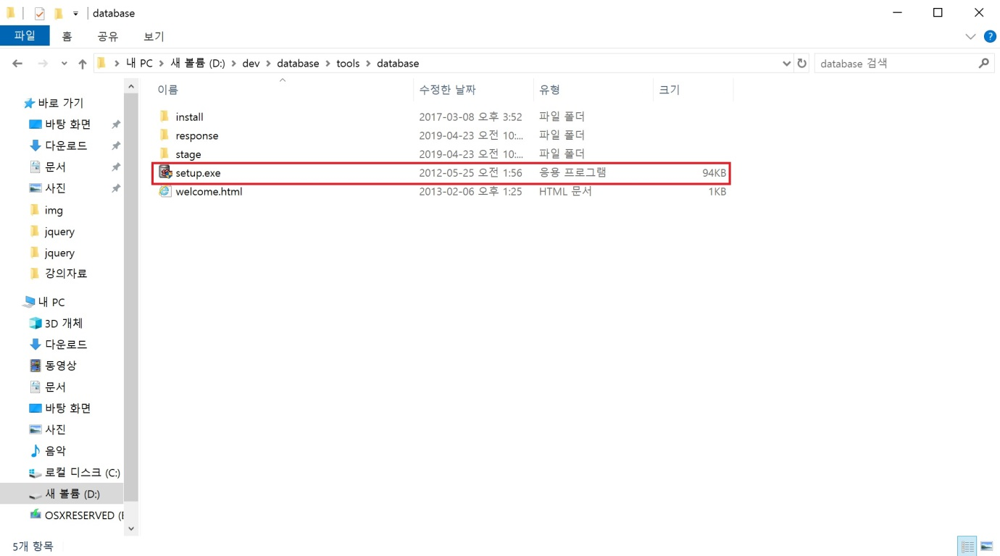 database
파일 홈 공유 보기
내 PC 새 볼륨 (D:) dev database tools database
database 검색
이름 수정한 날짜 유형 크기
바로 가기
바탕 화면
다운로드
문서
사진
img
jquery
jquery
강의자료
내 PC
3D 개체
다운로드
동영상
문서
바탕 화면
사진
음악
로컬 디스크 (C:)
새 볼륨 (D:)
OSXRESERVED (
install 2017-03-08 오후 3:52 파일 폴더
response 2019-04-23 오전 10:... 파일 폴더
stage 2019-04-23 오전 10:... 파일 폴더
setup.exe 2012-05-25 오전 1:56 응용 프로그램 94KB
welcome.html 2013-02-06 오후 1:25 HTML 문서 1KB
5개 항목